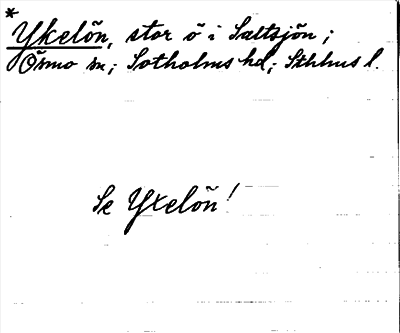 *
Ykelön, stor ö i Saltsjön;
Ösmo sn; Sotholms hd; Sthlms l.
Se Yxelön!